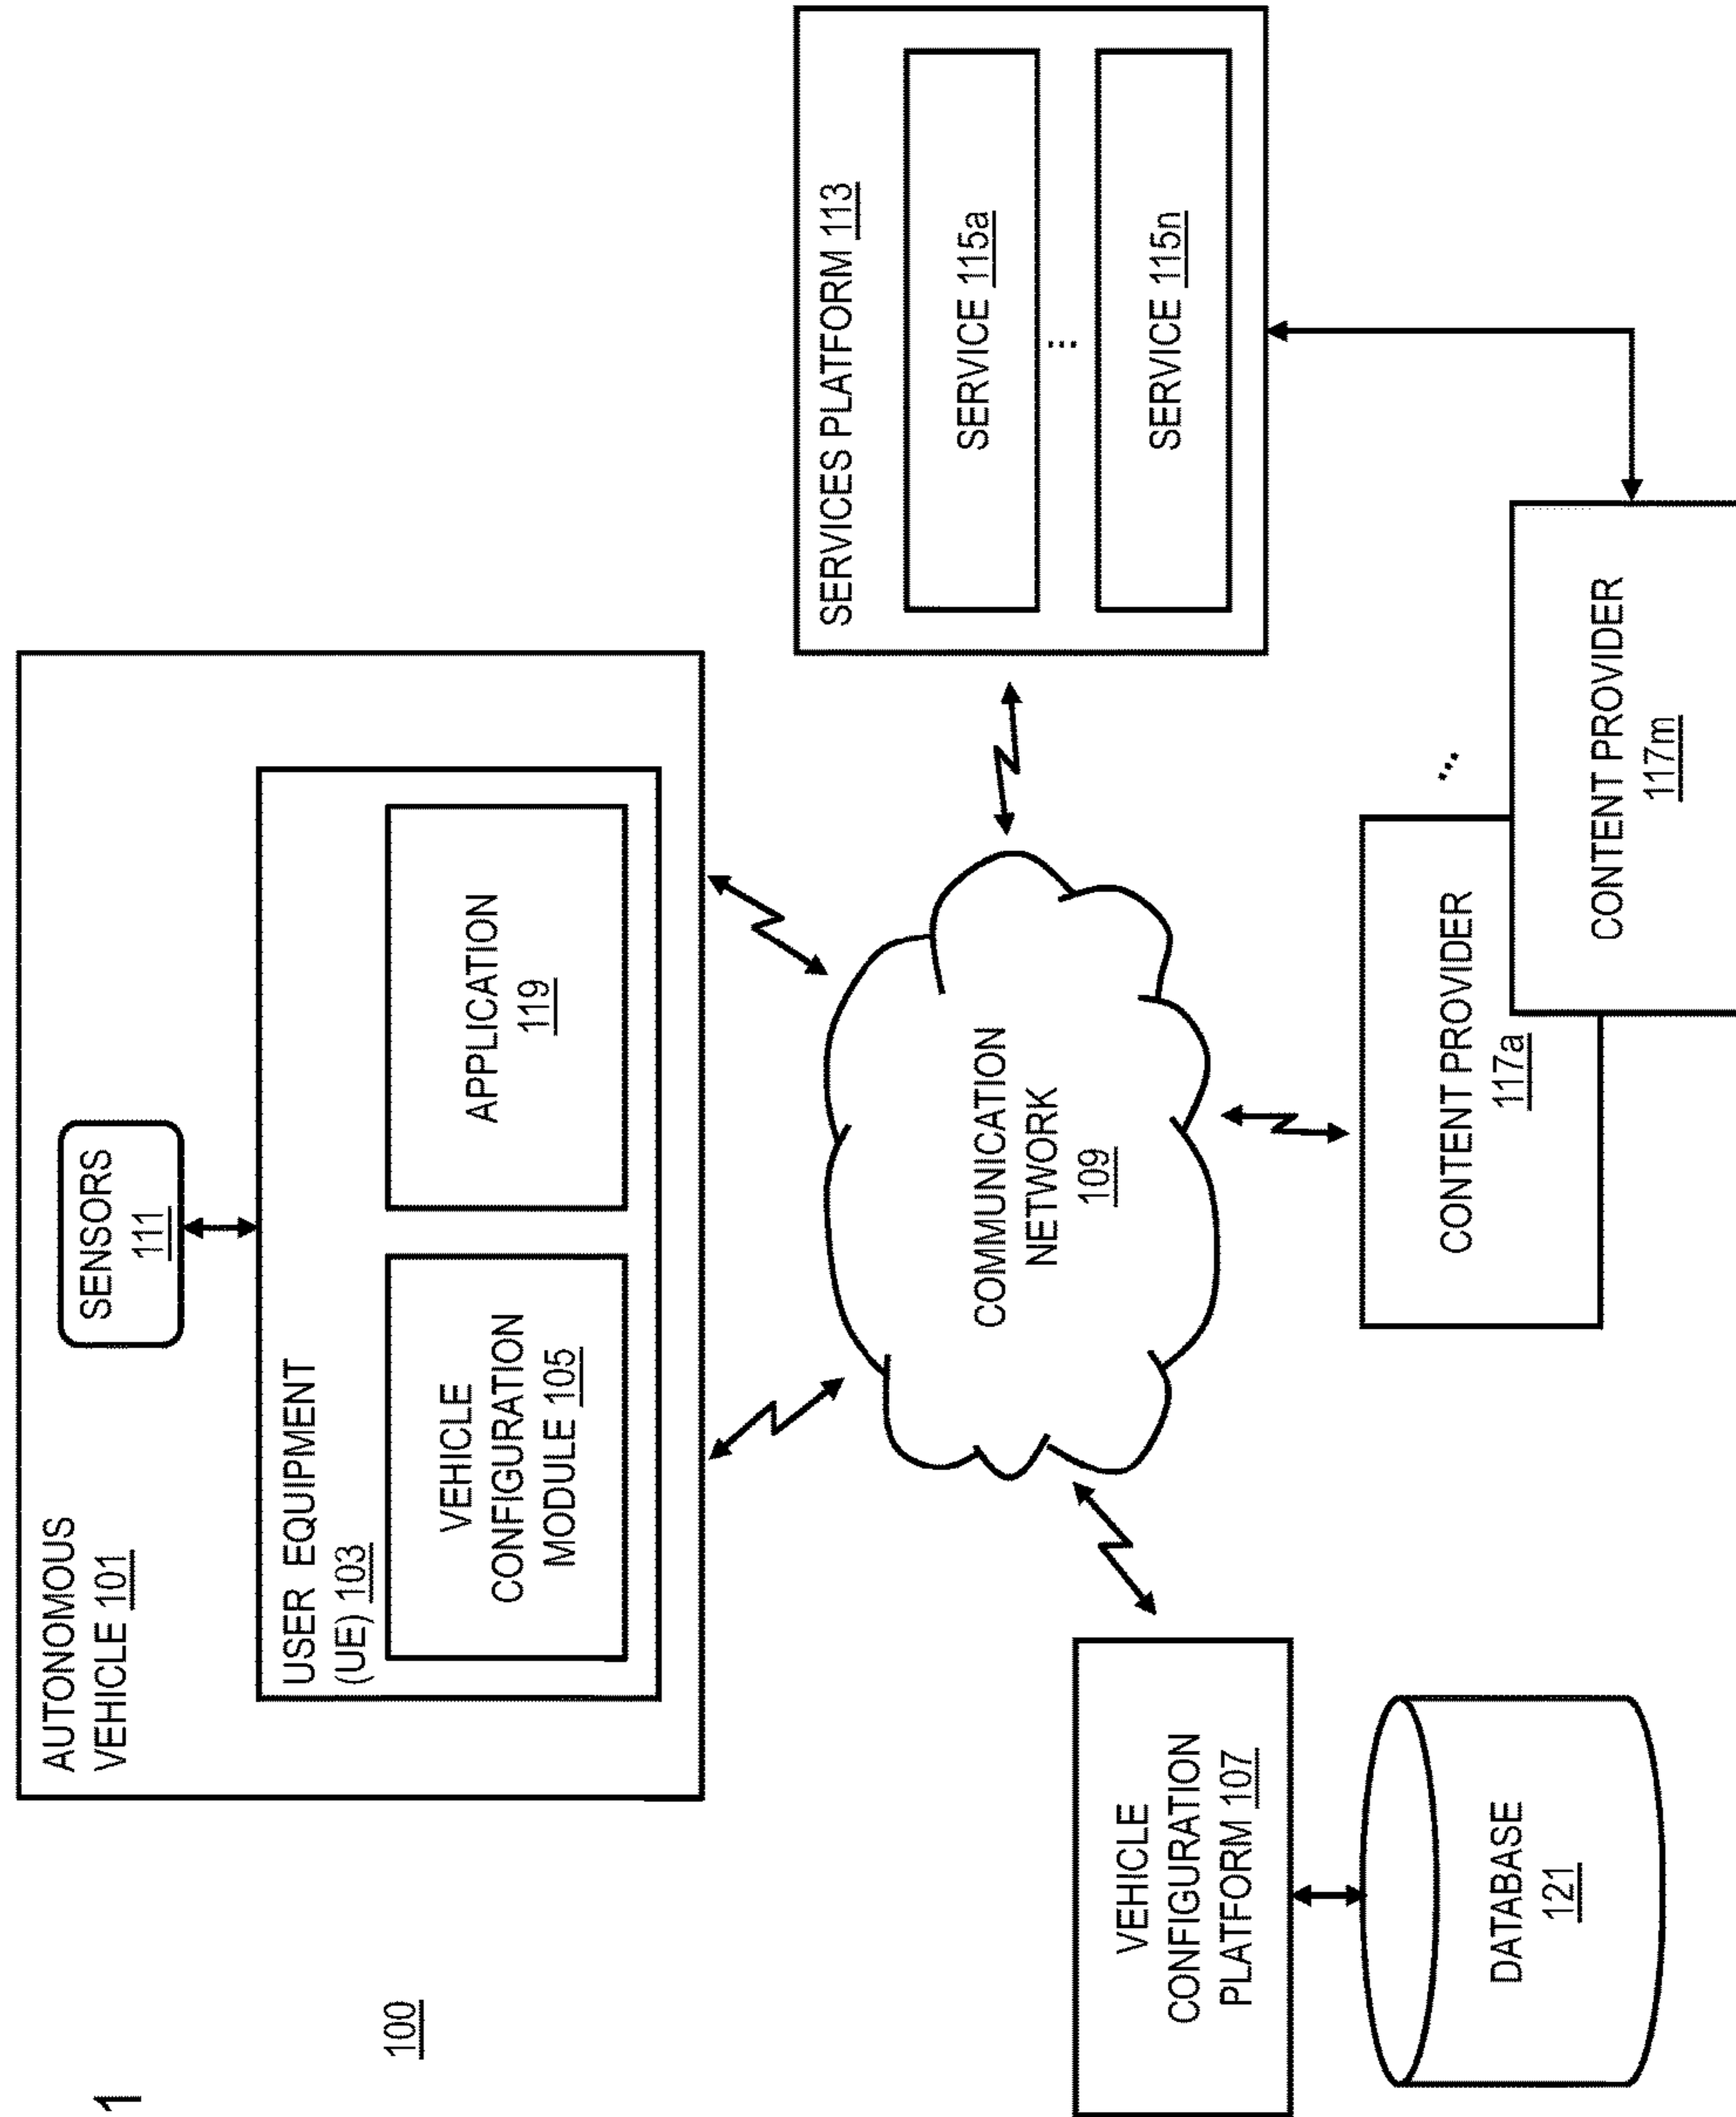 1
100
AUTONOMOUS
VEHICLE 101
SENSORS
111
USER EQUIPMENT
(UE) 103
VEHICLE
CONFIGURATION
MODULE 105
APPLICATION
119
COMMUNICATION
NETWORK
109
SERVICES PLATFORM 113
SERVICE 115a
...
SERVICE 115n
VEHICLE
CONFIGURATION
PLATFORM 107
DATABASE
121
CONTENT PROVIDER
117a
...
CONTENT PROVIDER
117m